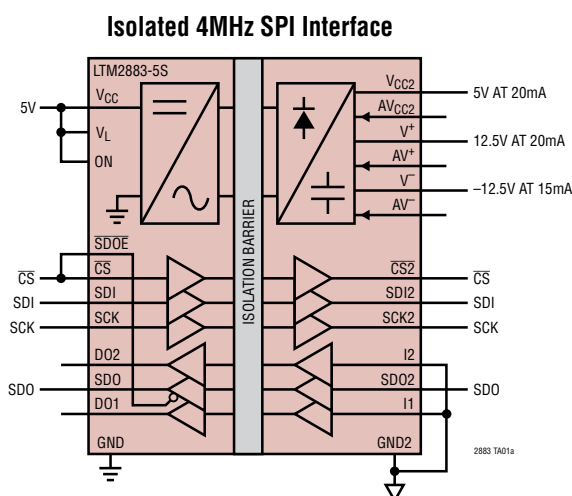 Isolated 4MHz SPI Interface
LTM2883-5S
5V
VCC
VL
ON
VCC2
5V AT 20mA
AVCC2
V+
12.5V AT 20mA
AV+
V−
−12.5V AT 15mA
AV−
ISOLATION BARRIER
SDOE
CS
CS
CS2
CS
SDI
SDI
SDI2
SDI
SCK
SCK
SCK2
SCK
DO2
I2
SDO
SDO
SDO2
SDO
DO1
I1
GND
GND2
2883 TA01a